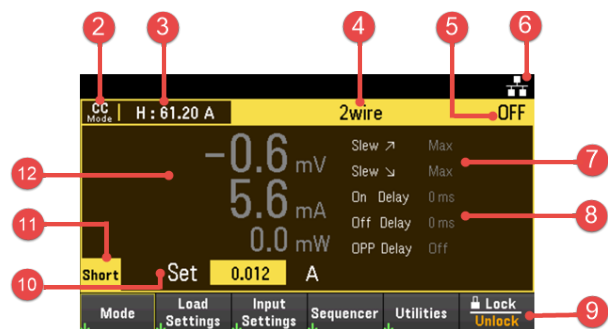 2
3
4
5
6
CC Mode H : 61.20 A 2wire OFF
-0.6 mV
5.6 mA
0.0 mW
Slew ↗ Max
Slew ↘ Max
On Delay 0 ms
Off Delay 0 ms
OPP Delay Off
7
8
12
11
10
Short
Set 0.012 A
Mode
Load Settings
Input Settings
Sequencer
Utilities
Lock
Unlock
9